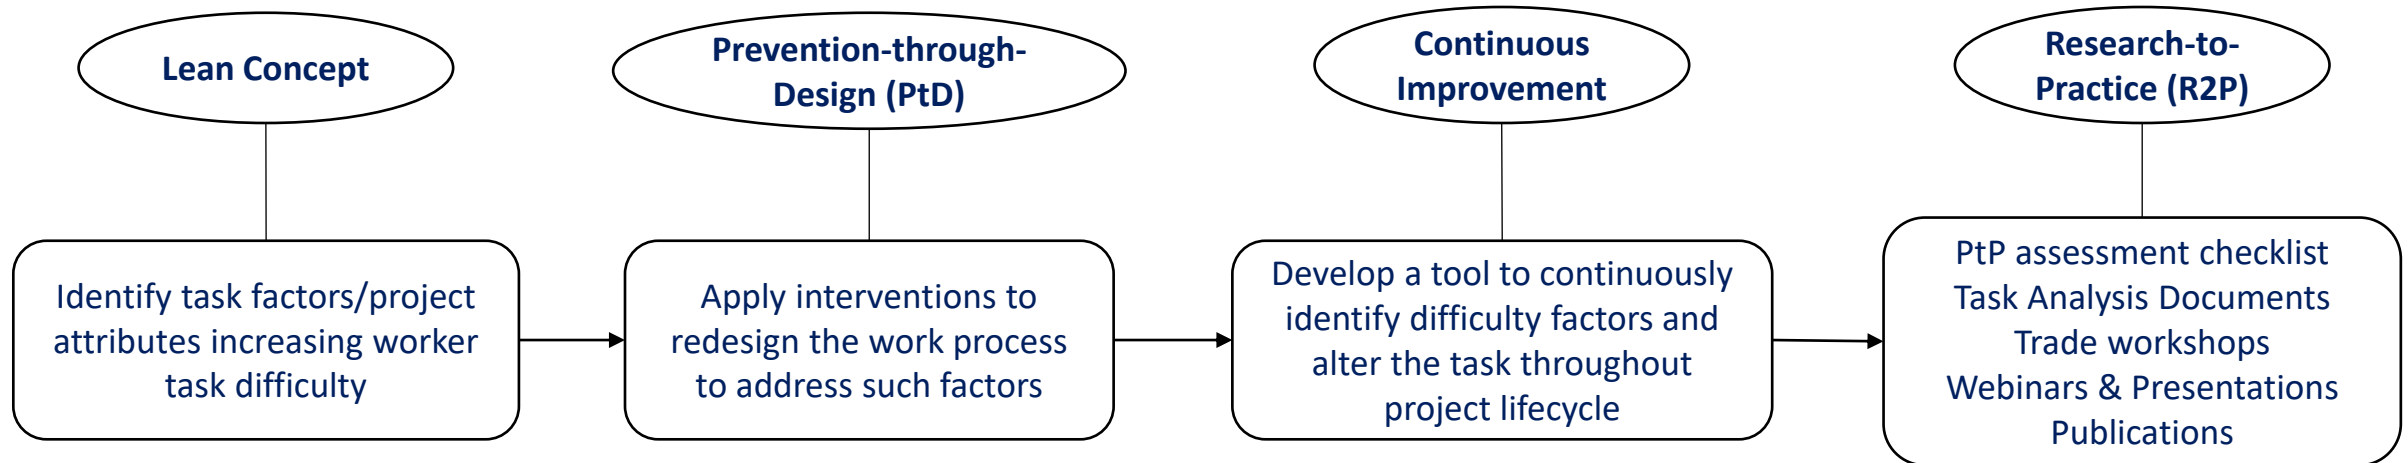 Lean Concept
Prevention-through-
Design (PtD)
Continuous
Improvement
Research-to-
Practice (R2P)
Identify task factors/project
attributes increasing worker
task difficulty
Apply interventions to
redesign the work process
to address such factors
Develop a tool to continuously
identify difficulty factors and
alter the task throughout
project lifecycle
PtP assessment checklist
Task Analysis Documents
Trade workshops
Webinars & Presentations
Publications